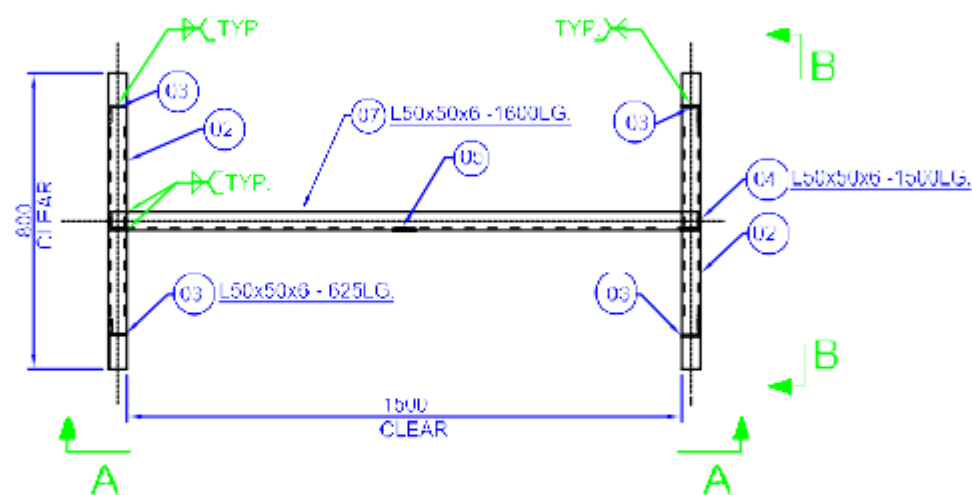 TYP.
TYP.
B
03
02
07 L50x50x6 -1600LG.
03
05
TYP.
04 L50x50x6 -1500LG.
800
CLEAR
02
03 L50x50x6 - 625LG.
03
B
1500
CLEAR
A
A